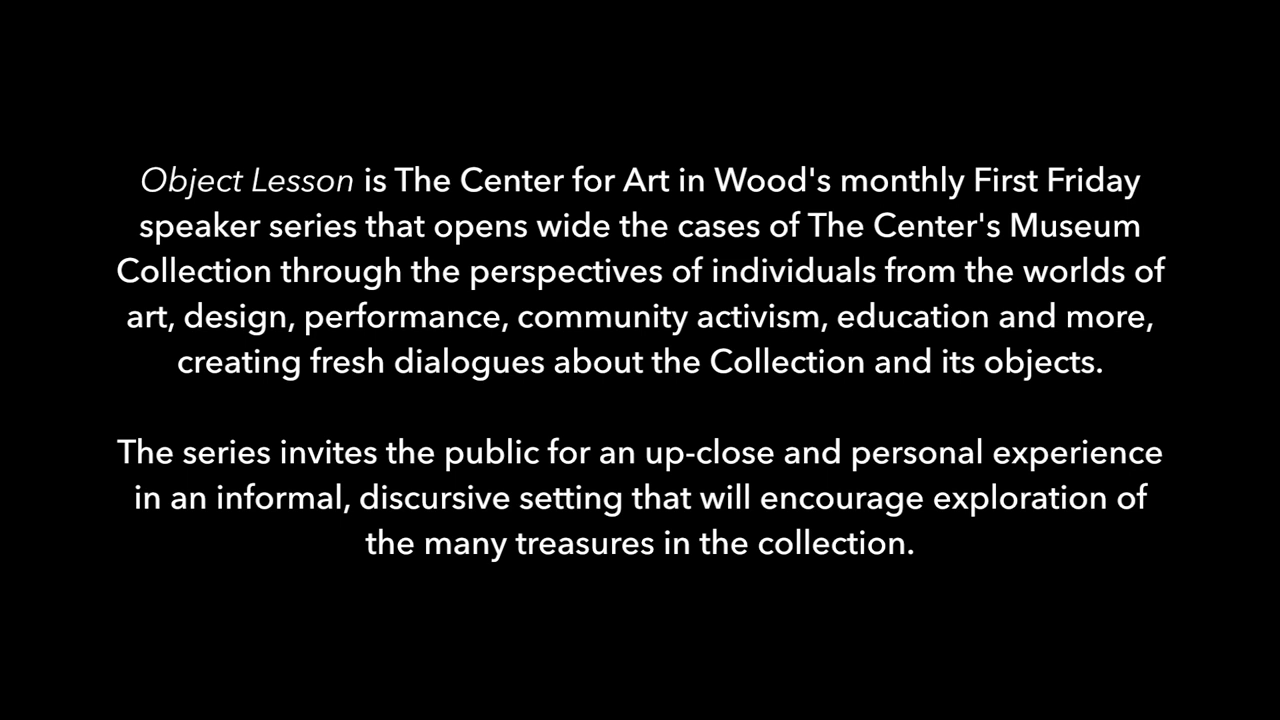 Object Lesson is The Center for Art in Wood's monthly First Friday
speaker series that opens wide the cases of The Center's Museum
Collection through the perspectives of individuals from the worlds of
art, design, performance, community activism, education and more,
creating fresh dialogues about the Collection and its objects.
The series invites the public for an up-close and personal experience
in an informal, discursive setting that will encourage exploration of
the many treasures in the collection.